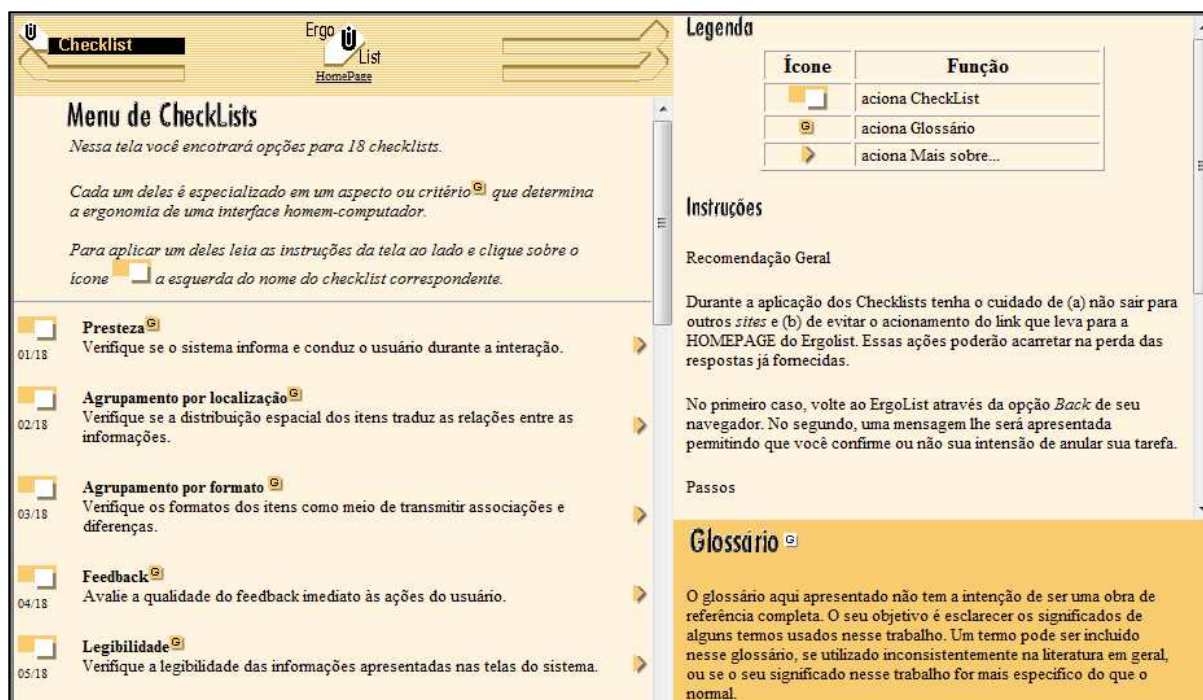 Checklist
Ergo
List
HomePage
Menu de CheckLists
Nessa tela você encotrará opções para 18 checklists.
Cada um deles é especializado em um aspecto ou critério G que determina
a ergonomia de uma interface homem-computador.
Para aplicar um deles leia as instruções da tela ao lado e clique sobre o
ícone a esquerda do nome do checklist correspondente.
01/18
Presteza G
Verifique se o sistema informa e conduz o usuário durante a interação.
02/18
Agrupamento por localização G
Verifique se a distribuição espacial dos itens traduz as relações entre as
informações.
03/18
Agrupamento por formato G
Verifique os formatos dos itens como meio de transmitir associações e
diferenças.
04/18
Feedback G
Avalie a qualidade do feedback imediato às ações do usuário.
05/18
Legibilidade G
Verifique a legibilidade das informações apresentadas nas telas do sistema.
Legenda
Ícone Função
aciona CheckList
G aciona Glossário
aciona Mais sobre...
Instruções
Recomendação Geral
Durante a aplicação dos Checklists tenha o cuidado de (a) não sair para
outros sites e (b) de evitar o acionamento do link que leva para a
HOMEPAGE do Ergolist. Essas ações poderão acarretar na perda das
respostas já fornecidas.
No primeiro caso, volte ao ErgoList através da opção Back de seu
navegador. No segundo, uma mensagem lhe será apresentada
permitindo que você confirme ou não sua intensão de anular sua tarefa.
Passos
Glossário G
O glossário aqui apresentado não tem a intenção de ser uma obra de
referência completa. O seu objetivo é esclarecer os significados de
alguns termos usados nesse trabalho. Um termo pode ser incluido
nesse glossário, se utilizado inconsistentemente na literatura em geral,
ou se o seu significado nesse trabalho for mais especifico do que o
normal.